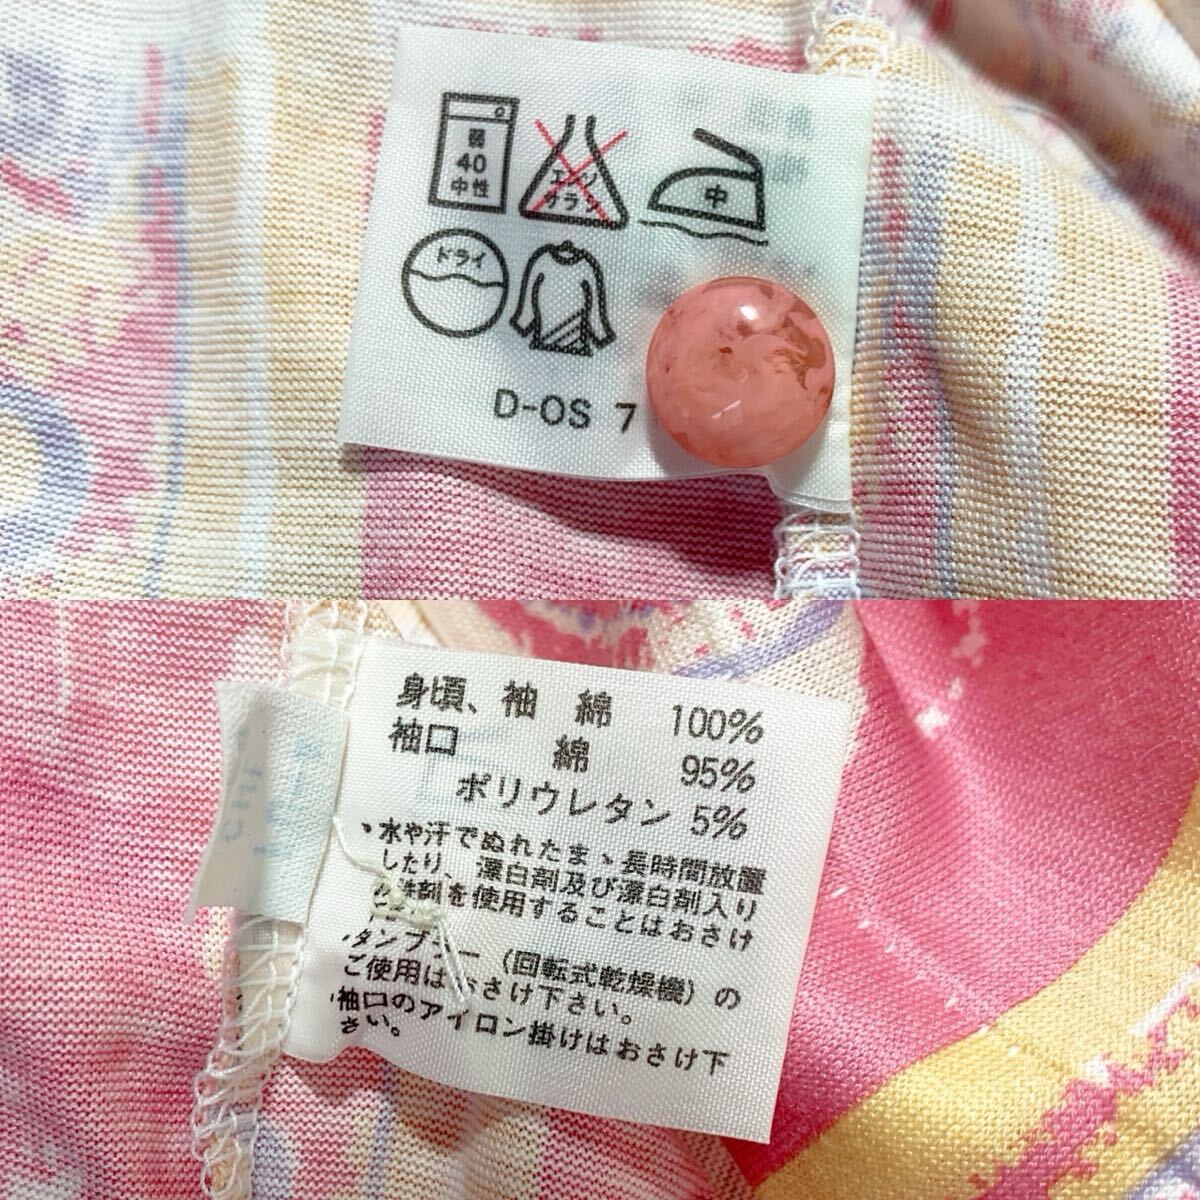 弱
40
中性
エンソ
サラシ
中
ドライ
D-OS 7
身頃、袖 綿 100%
袖口 綿 95%
ポリウレタン 5%
、水や汗でぬれたまゝ長時間放置
したり、漂白剤及び漂白剤入り
剤を使用することはおさけ
タンブラー（回転式乾燥機）の
ご使用はおさけ下さい。
袖口のアイロン掛けはおさけ下
さい。